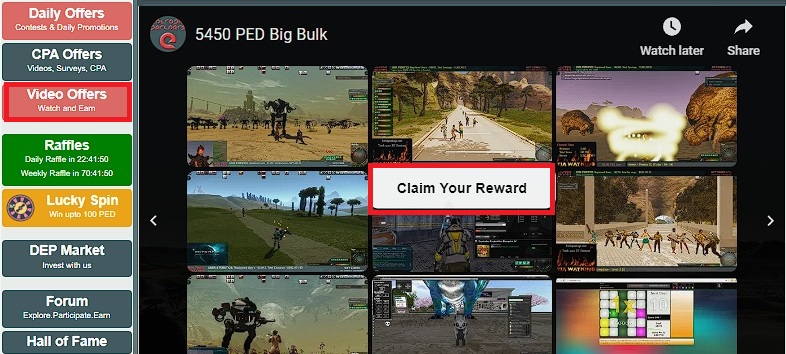 Daily Offers
Contests & Daily Promotions
CPA Offers
Videos, Surveys, CPA
Video Offers
Watch and Earn
Raffles
Daily Raffle in 22:41:50
Weekly Raffle in 70:41:50
Lucky Spin
Win upto 100 PED
DEP Market
Invest with us
Forum
Explore.Participate.Earn
Hall of Fame
5450 PED Big Bulk
Watch later
Share
Claim Your Reward